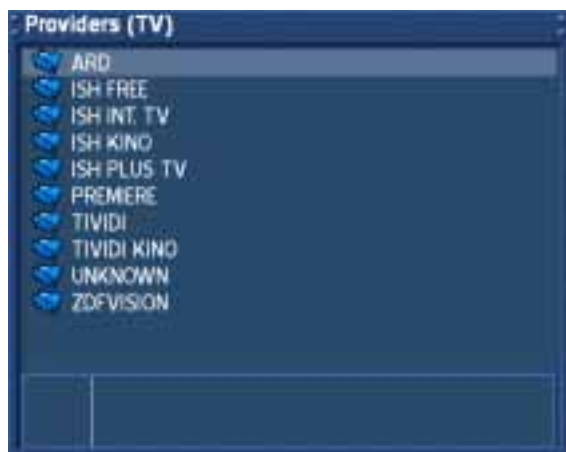 Providers (TV)
ARD
ISH FREE
ISH INT. TV
ISH KINO
ISH PLUS TV
PREMIERE
TIVIDI
TIVIDI KINO
UNKNOWN
ZDFVISION